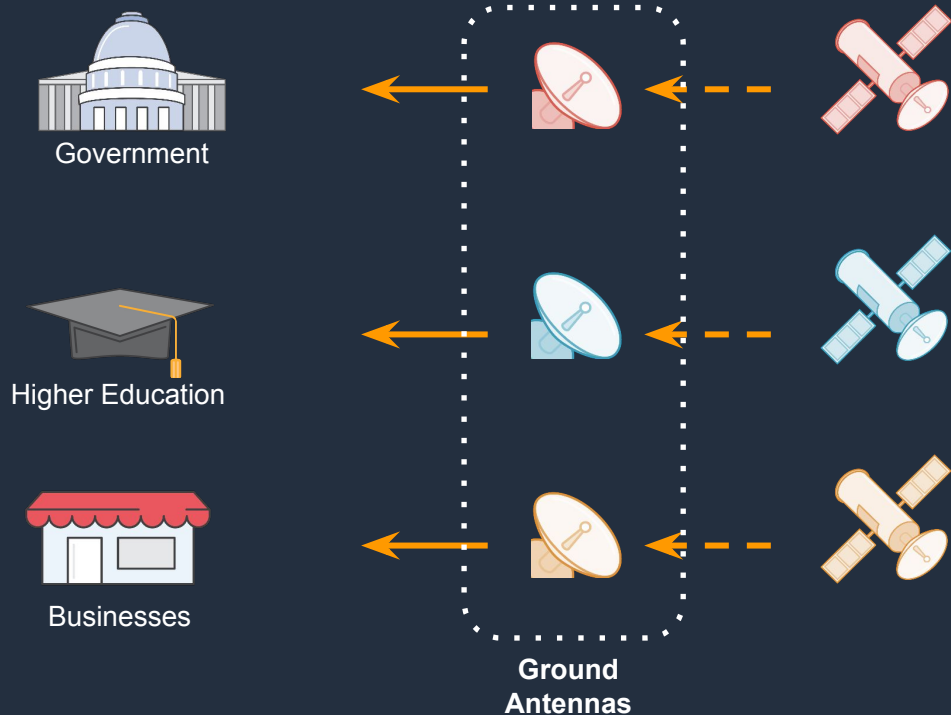 Government
Higher Education
Businesses
Ground
Antennas